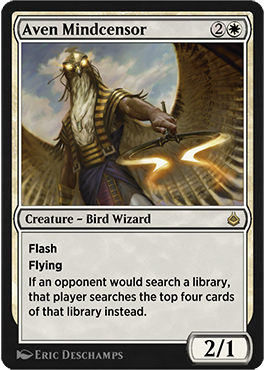 Aven Mindcensor 2
Creature – Bird Wizard
Flash
Flying
If an opponent would search a library,
that player searches the top four cards
of that library instead.
Eric Deschamps
2/1